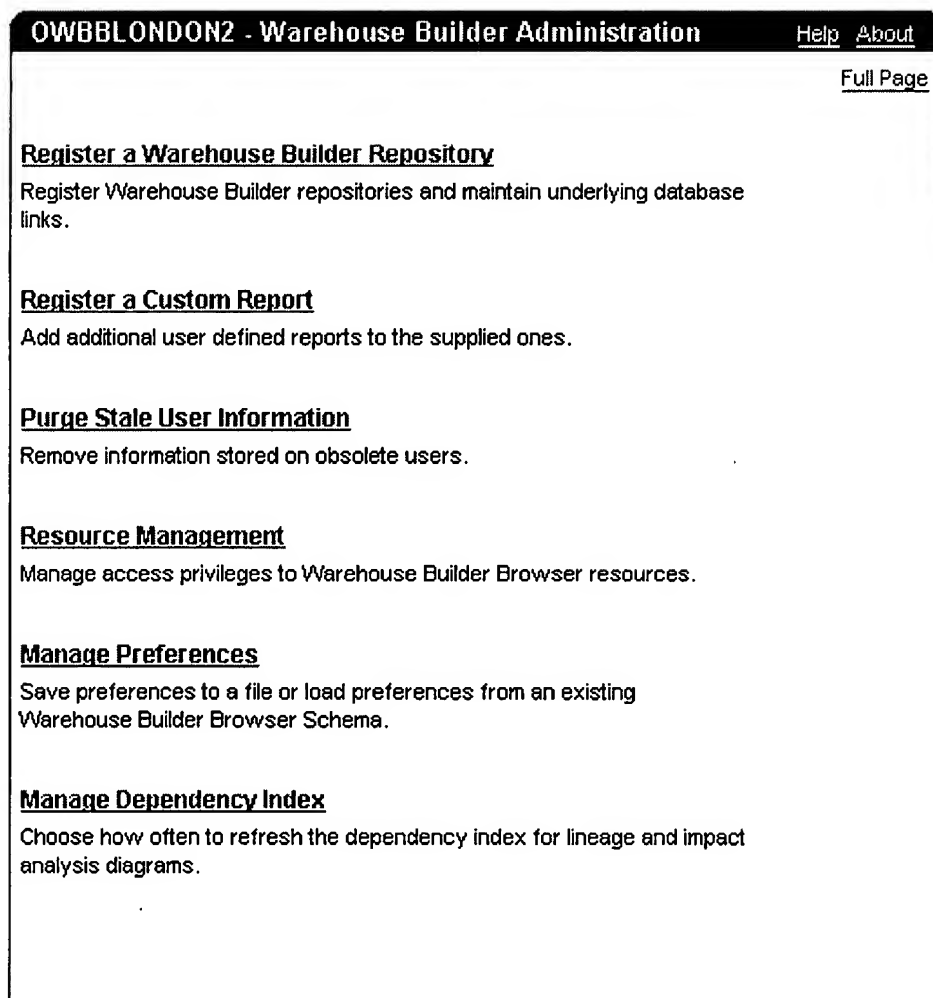 OWBBLONDON2 - Warehouse Builder Administration Help About
Full Page
Register a Warehouse Builder Repository
Register Warehouse Builder repositories and maintain underlying database
links.
Register a Custom Report
Add additional user defined reports to the supplied ones.
Purge Stale User Information
Remove information stored on obsolete users.
Resource Management
Manage access privileges to Warehouse Builder Browser resources.
Manage Preferences
Save preferences to a file or load preferences from an existing
Warehouse Builder Browser Schema.
Manage Dependency Index
Choose how often to refresh the dependency index for lineage and impact
analysis diagrams.